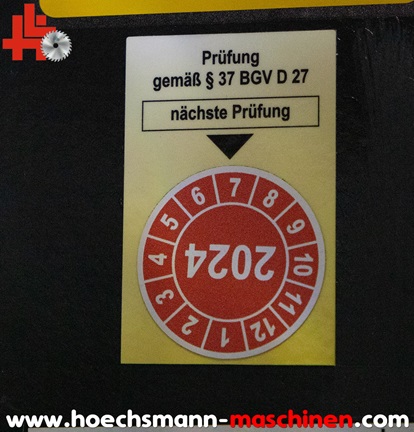 Prüfung
gemäß § 37 BGV D 27
nächste Prüfung
1 2 3 4 5 6 7 8 9 10 11 12
2024
www.hoechsmann-maschinen.com